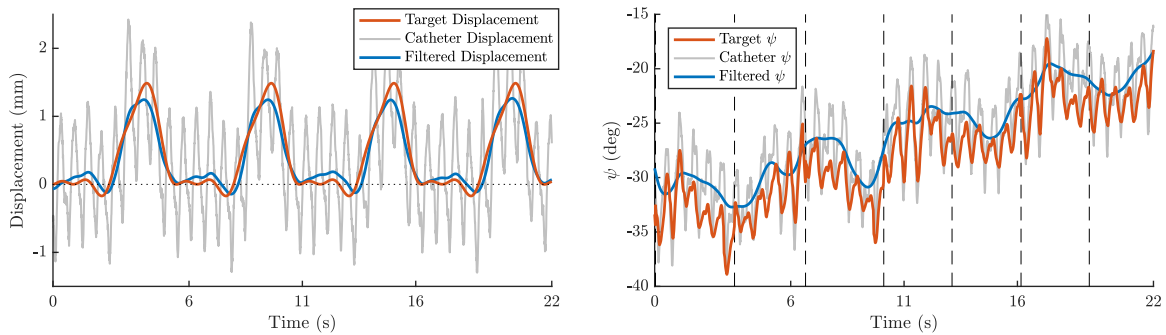 Displacement (mm)
2
1
0
-1
Target Displacement
Catheter Displacement
Filtered Displacement
0
6
11
16
22
Time (s)
ψ (deg)
-15
-20
-25
-30
-35
-40
Target ψ
Catheter ψ
Filtered ψ
0
6
11
16
22
Time (s)